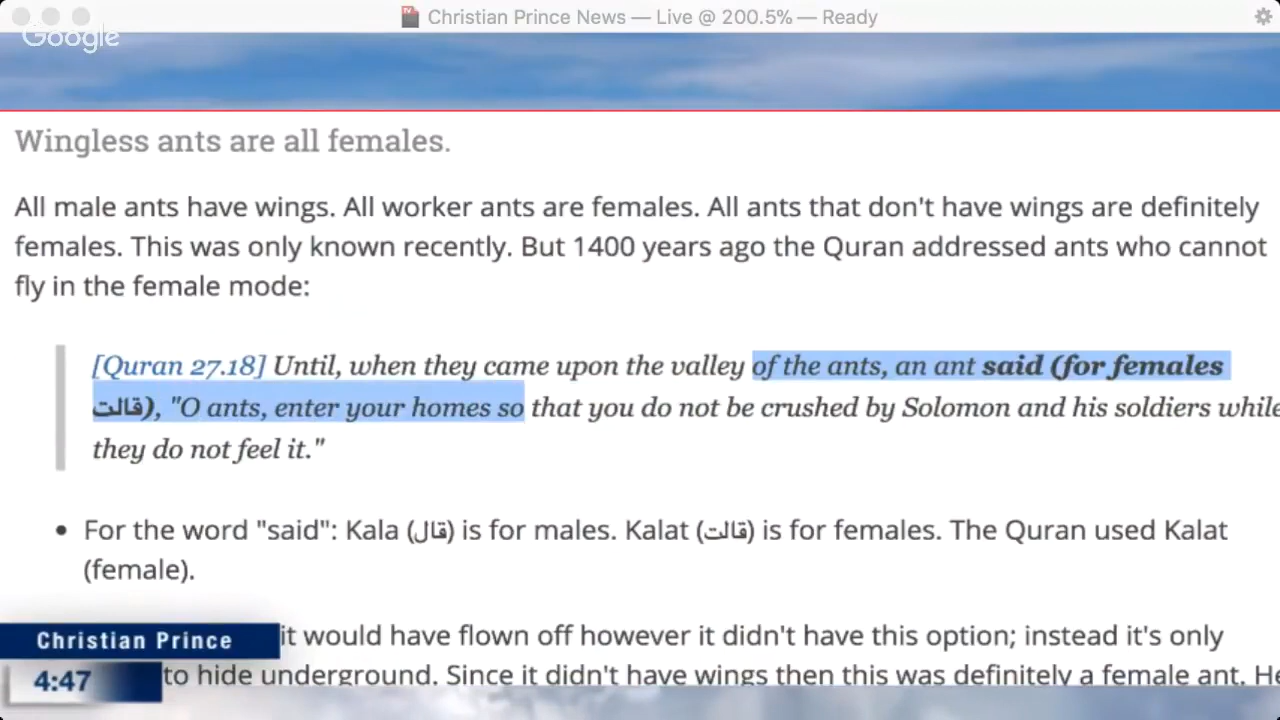 Christian Prince News — Live @ 200.5% — Ready
Google
Wingless ants are all females.
All male ants have wings. All worker ants are females. All ants that don't have wings are definitely
females. This was only known recently. But 1400 years ago the Quran addressed ants who cannot
fly in the female mode:
[Quran 27.18] Until, when they came upon the valley of the ants, an ant said (for females
قالت), "O ants, enter your homes so that you do not be crushed by Solomon and his soldiers while
they do not feel it."
• For the word "said": Kala (قال) is for males. Kalat (قالت) is for females. The Quran used Kalat
(female).
it would have flown off however it didn't have this option; instead it's only
to hide underground. Since it didn't have wings then this was definitely a female ant. He
Christian Prince
4:47